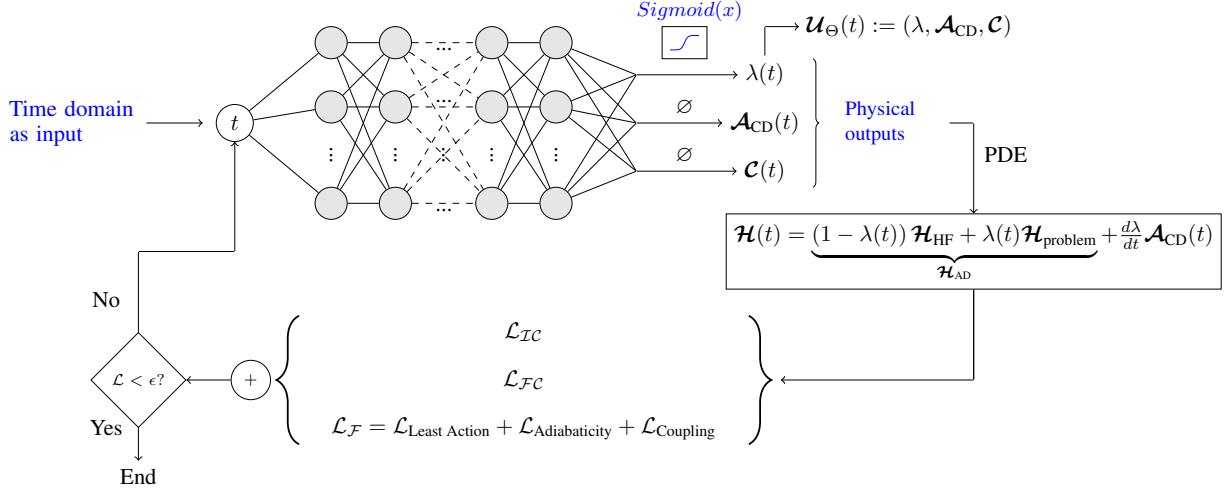 Sigmoid(x)
𝓤_Θ(t) := (λ, 𝓐_CD, 𝓒)
...
λ(t)
Time domain
as input
t
...
∅
𝓐_CD(t)
Physical
outputs
PDE
⋮ ⋮ ⋮ ⋮ ⋮
∅
𝓒(t)
...
𝓗(t) = (1 − λ(t)) 𝓗_HF + λ(t)𝓗_problem + dλ/dt 𝓐_CD(t)
𝓗_AD
No
ℒ_ℐ𝒞
ℒ < ϵ?
+
ℒ_ℱ𝒞
Yes
ℒ_ℱ = ℒ_Least Action + ℒ_Adiabaticity + ℒ_Coupling
End